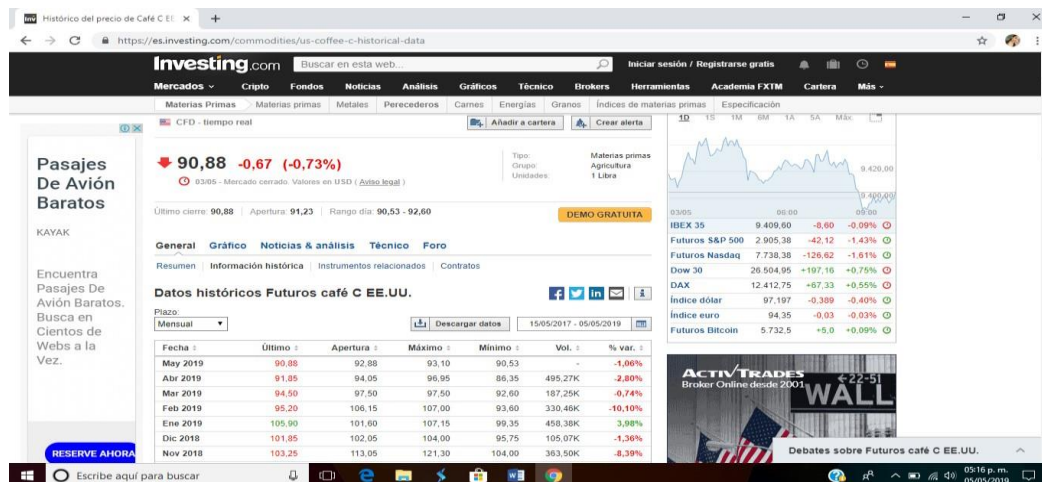 Histórico del precio de Café C EE
https://es.investing.com/commodities/us-coffee-c-historical-data
Investing.com
Buscar en esta web...
Iniciar sesión / Registrarse gratis
Mercados Cripto Fondos Noticias Análisis Gráficos Técnico Brokers Herramientas Academia FXTM Cartera Más
Materias Primas Materias primas Metales Perecederos Carnes Energías Granos Índices de materias primas Especificación
CFD - tiempo real
Añadir a cartera
Crear alerta
90,88 -0,67 (-0,73%)
03/05 - Mercado cerrado. Valores en USD ( Aviso legal )
Tipo: Materias primas
Grupo: Agricultura
Unidades: 1 Libra
Último cierre: 90,88 Apertura: 91,23 Rango día: 90,53 - 92,60
DEMO GRATUITA
General Gráfico Noticias & análisis Técnico Foro
Resumen Información histórica Instrumentos relacionados Contratos
Datos históricos Futuros café C EE.UU.
Plazo:
Mensual
Descargar datos
15/05/2017 - 05/05/2019
Fecha Último Apertura Máximo Mínimo Vol. % var.
May 2019 90,88 92,88 93,10 90,53 - -1,06%
Abr 2019 91,85 94,05 96,95 86,35 495,27K -2,80%
Mar 2019 94,50 97,50 97,50 92,60 187,25K -0,74%
Feb 2019 95,20 106,15 107,00 93,60 330,46K -10,10%
Ene 2019 105,90 101,60 107,15 99,35 458,38K 3,98%
Dic 2018 101,85 102,05 104,00 95,75 105,07K -1,36%
Nov 2018 103,25 113,05 121,30 104,00 363,50K -8,39%
Pasajes
De Avión
Baratos
KAYAK
Encuentra
Pasajes De
Avión Baratos.
Busca en
Cientos de
Webs a la
Vez.
RESERVE AHORA
1D 1S 1M 6M 1A 5A Máx.
9.420,00
9.400,00
03/05 06:00 09:00
IBEX 35 9.409,60 -8,60 -0,09%
Futuros S&P 500 2.905,38 -42,12 -1,43%
Futuros Nasdaq 7.738,38 -126,62 -1,61%
Dow 30 26.504,95 +197,16 +0,75%
DAX 12.412,75 +67,33 +0,55%
Índice dólar 97,197 -0,389 -0,40%
Índice euro 94,35 -0,03 -0,03%
Futuros Bitcoin 5.732,5 +5,0 +0,09%
ACTIVTRADES
Broker Online desde 2001
22-51
WALL
Debates sobre Futuros café C EE.UU.
Escribe aquí para buscar
05:16 p. m.
05/05/2019